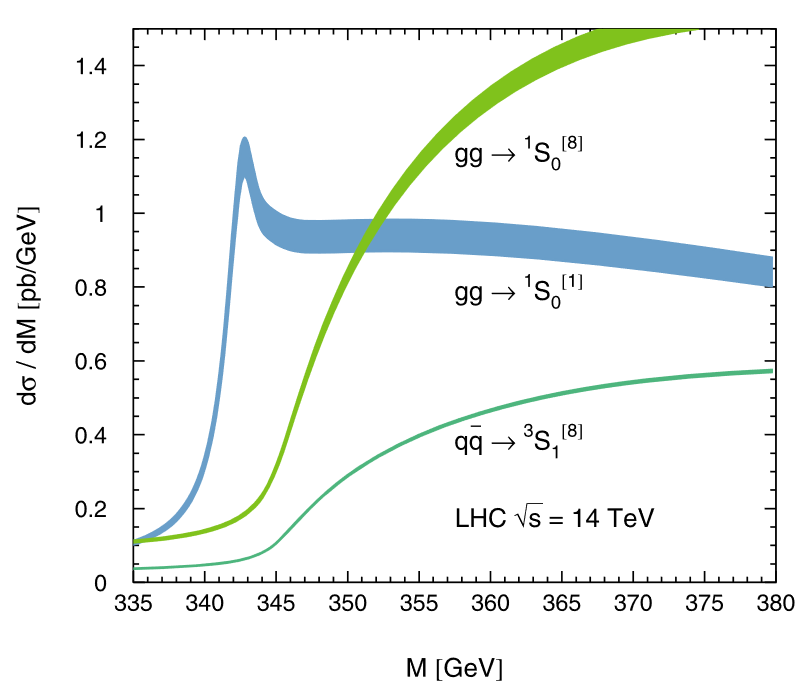 1.4
1.2
1
0.8
0.6
0.4
0.2
0
dσ / dM [pb/GeV]
gg → ¹S₀[8]
gg → ¹S₀[1]
qq̄ → ³S₁[8]
LHC √s = 14 TeV
335 340 345 350 355 360 365 370 375 380
M [GeV]